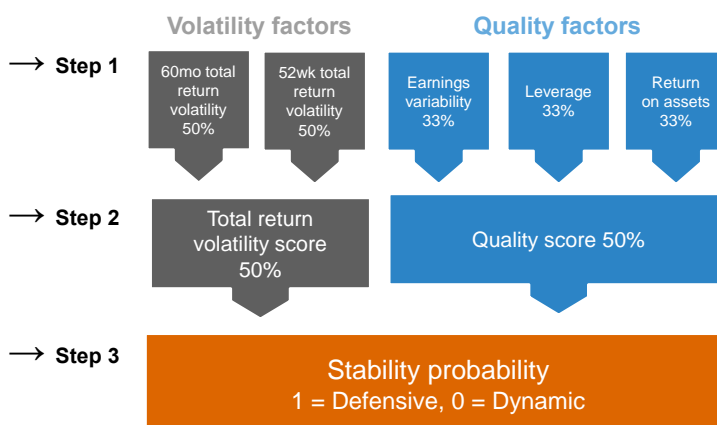 Volatility factors
Quality factors
→ Step 1
60mo total
return
volatility
50%
52wk total
return
volatility
50%
Earnings
variability
33%
Leverage
33%
Return
on assets
33%
→ Step 2
Total return
volatility score
50%
Quality score 50%
→ Step 3
Stability probability
1 = Defensive, 0 = Dynamic